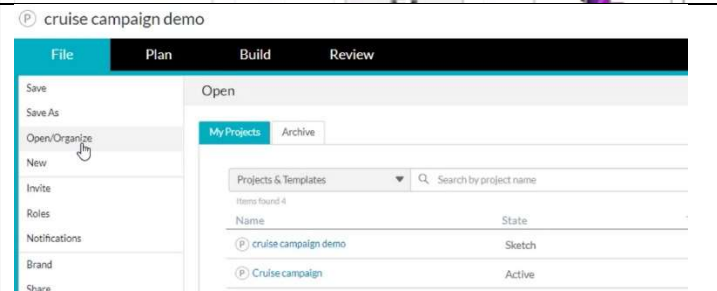 P cruise campaign demo
File Plan Build Review
Save
Save As
Open/Organize
New
Invite
Roles
Notifications
Brand
Share
Open
My Projects Archive
Projects & Templates Search by project name
Items found 4
Name State
P cruise campaign demo Sketch
P Cruise campaign Active